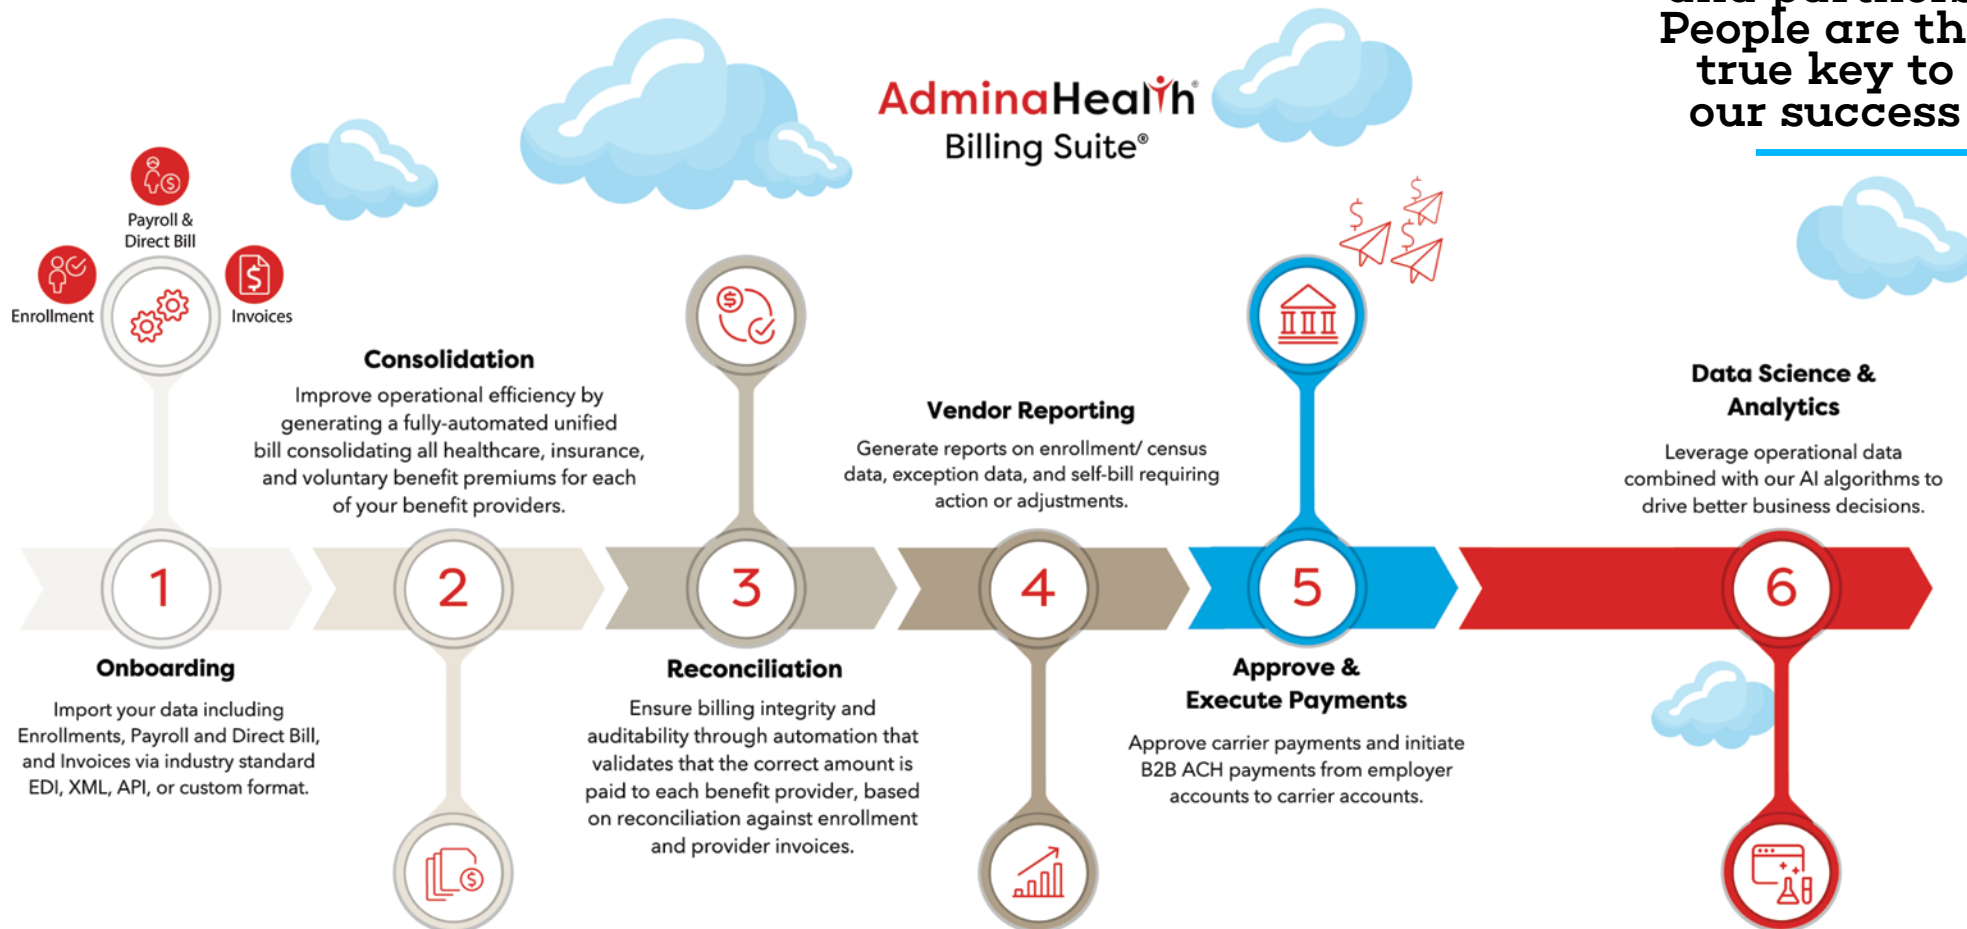 AdminaHealth®
Billing Suite®
People are th
true key to
our success
Payroll &
Direct Bill
Enrollment
Invoices
Consolidation
Improve operational efficiency by
generating a fully-automated unified
bill consolidating all healthcare, insurance,
and voluntary benefit premiums for each
of your benefit providers.
Vendor Reporting
Generate reports on enrollment/ census
data, exception data, and self-bill requiring
action or adjustments.
Data Science &
Analytics
Leverage operational data
combined with our AI algorithms to
drive better business decisions.
1
2
3
4
5
6
Onboarding
Import your data including
Enrollments, Payroll and Direct Bill,
and Invoices via industry standard
EDI, XML, API, or custom format.
Reconciliation
Ensure billing integrity and
auditability through automation that
validates that the correct amount is
paid to each benefit provider, based
on reconciliation against enrollment
and provider invoices.
Approve &
Execute Payments
Approve carrier payments and initiate
B2B ACH payments from employer
accounts to carrier accounts.